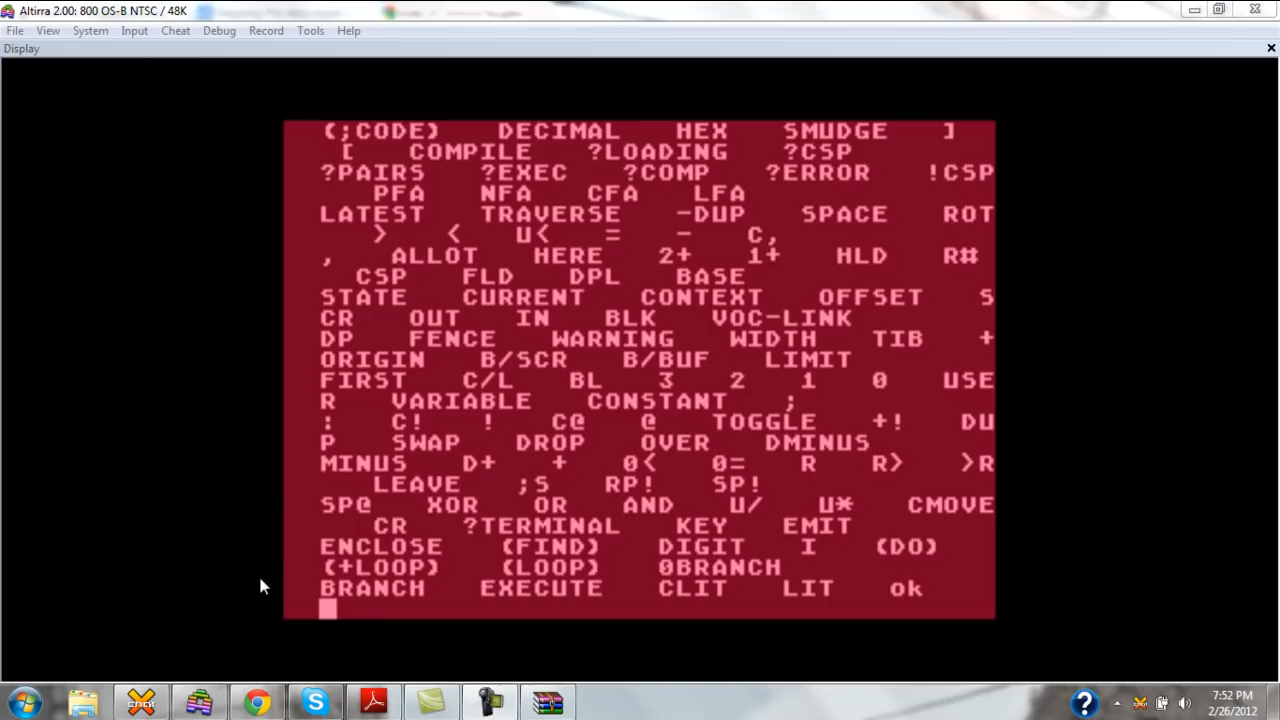 Altirra 2.00: 800 OS-B NTSC / 48K
File View System Input Cheat Debug Record Tools Help
Display
(;CODE) DECIMAL HEX SMUDGE ]
[ COMPILE ?LOADING ?CSP
?PAIRS ?EXEC ?COMP ?ERROR !CSP
PFA NFA CFA LFA
LATEST TRAVERSE -DUP SPACE ROT
> < U< = - C,
, ALLOT HERE 2+ 1+ HLD R#
CSP FLD DPL BASE
STATE CURRENT CONTEXT OFFSET S
CR OUT IN BLK VOC-LINK
DP FENCE WARNING WIDTH TIB +
ORIGIN B/SCR B/BUF LIMIT
FIRST C/L BL 3 2 1 0 USE
R VARIABLE CONSTANT ;
: C! ! C@ @ TOGGLE +! DU
P SWAP DROP OVER DMINUS
MINUS D+ + 0< 0= R R> >R
LEAVE ;S RP! SP!
SP@ XOR OR AND U/ U* CMOVE
CR ?TERMINAL KEY EMIT
ENCLOSE (FIND) DIGIT I (DO)
(+LOOP) (LOOP) 0BRANCH
BRANCH EXECUTE CLIT LIT ok
7:52 PM
2/26/2012